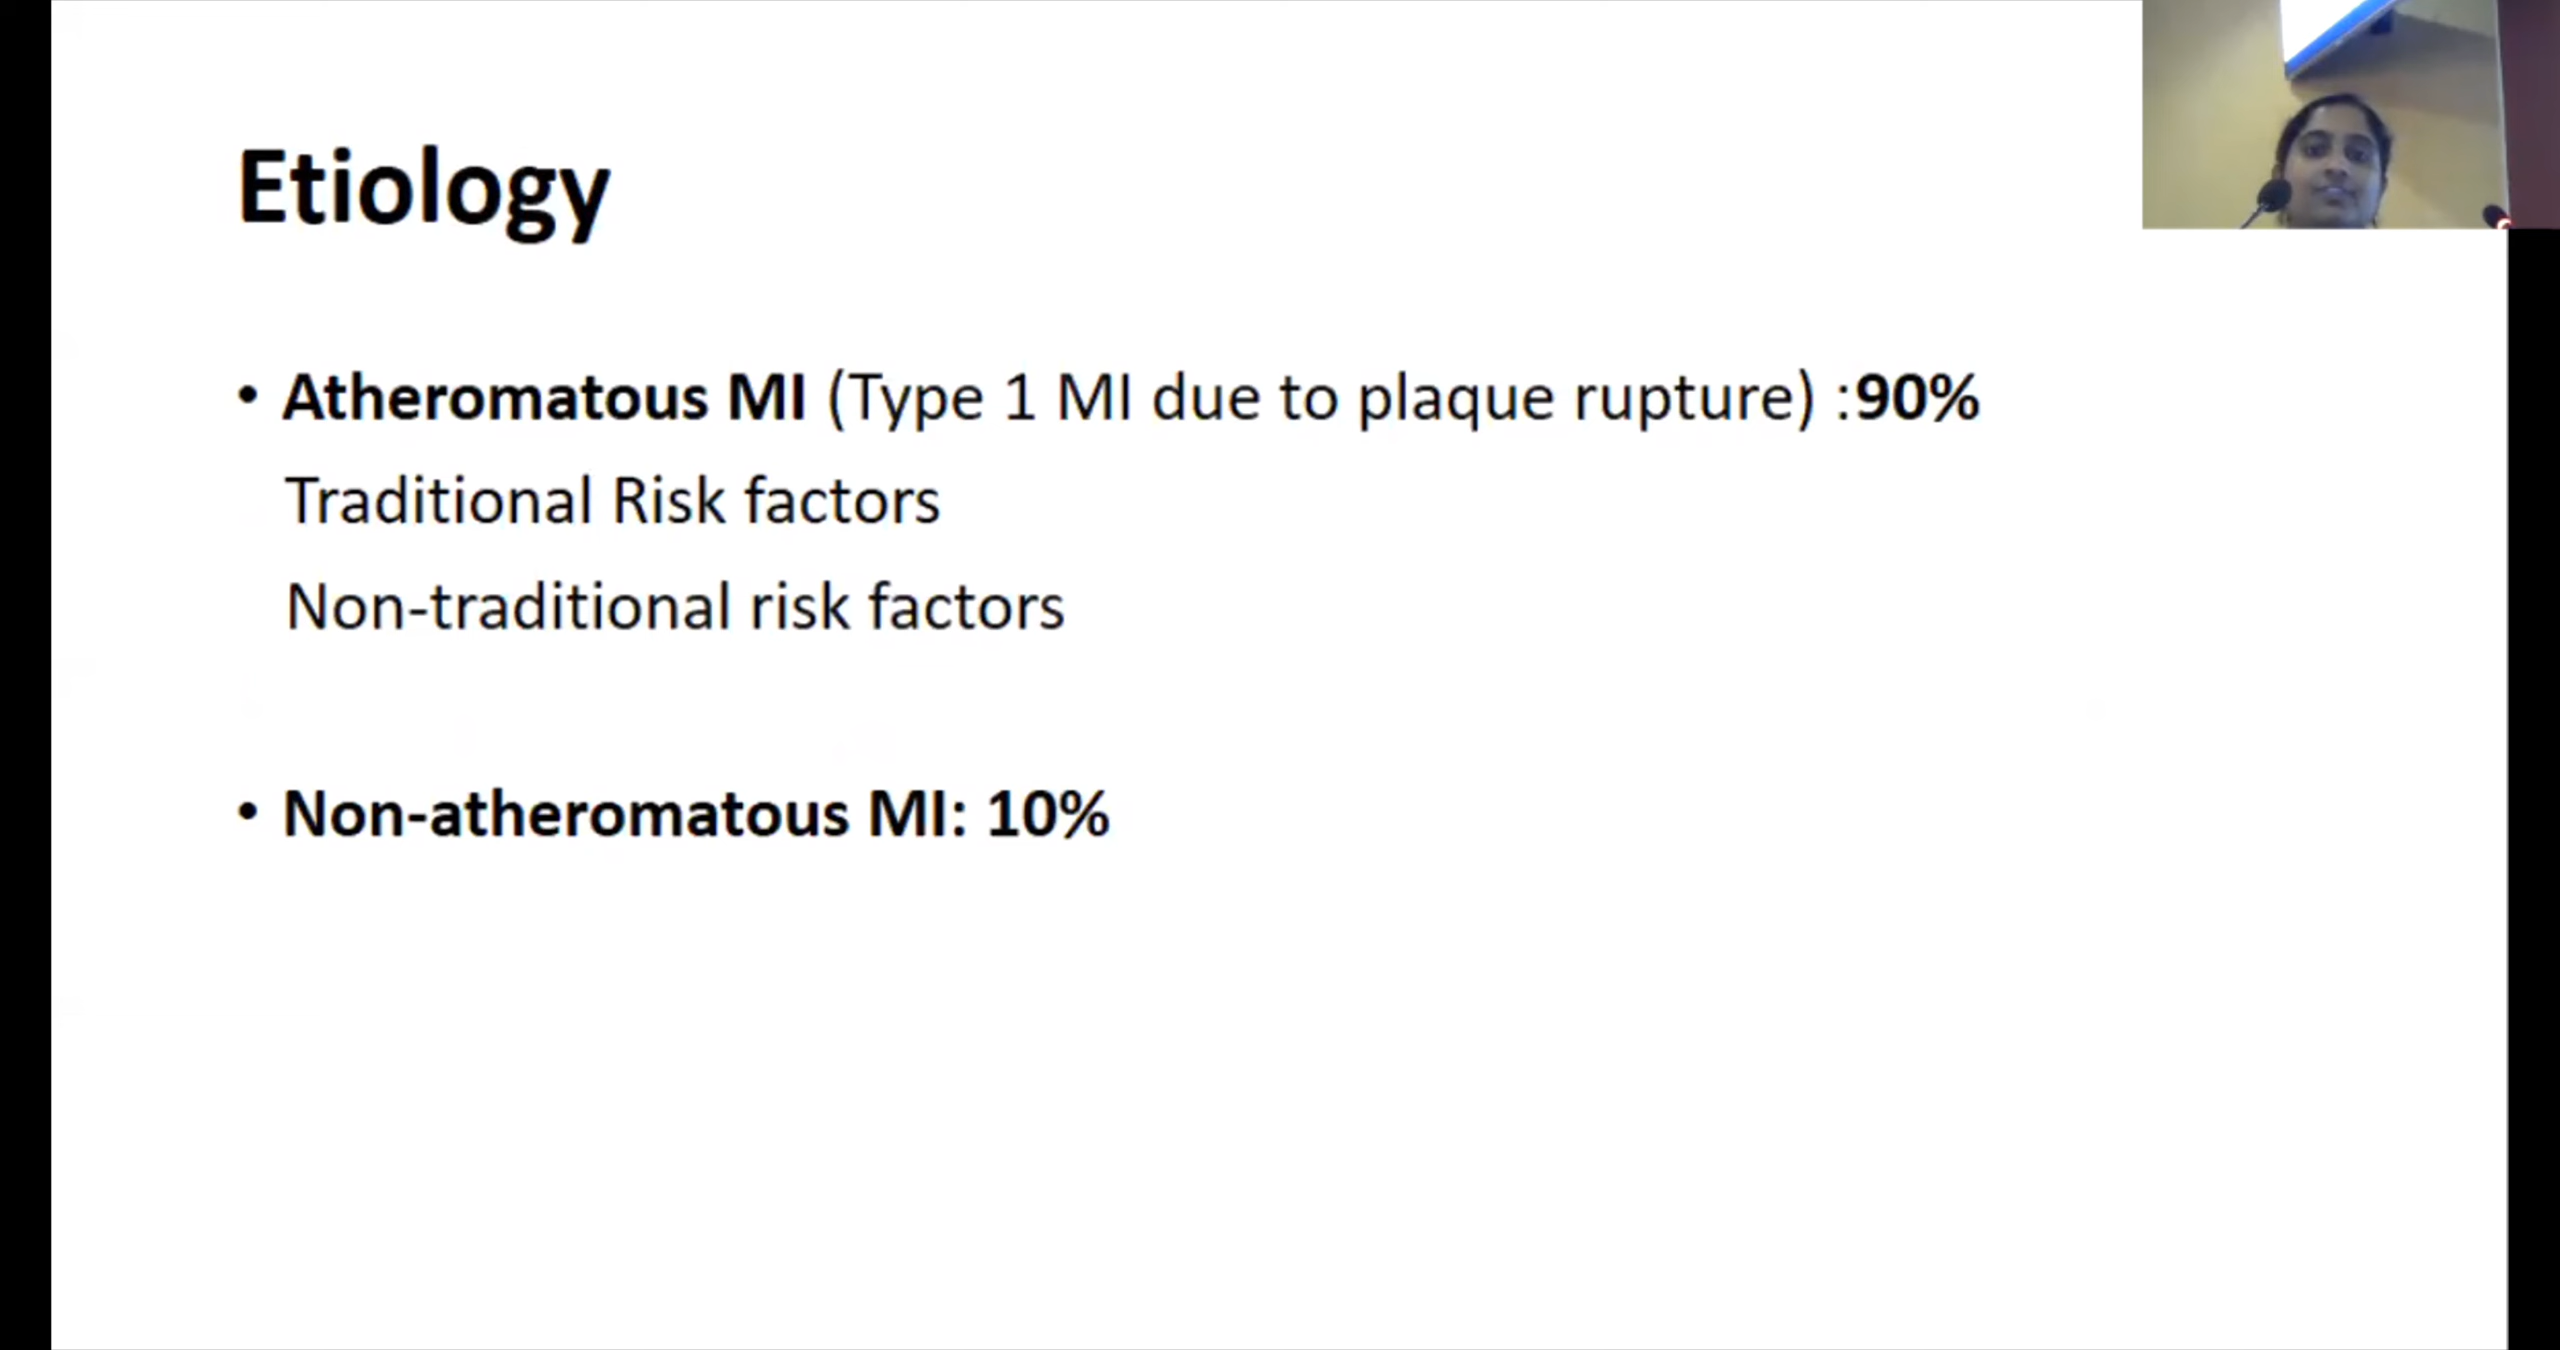 Etiology
• Atheromatous MI (Type 1 MI due to plaque rupture) :90%
Traditional Risk factors
Non-traditional risk factors
• Non-atheromatous MI: 10%